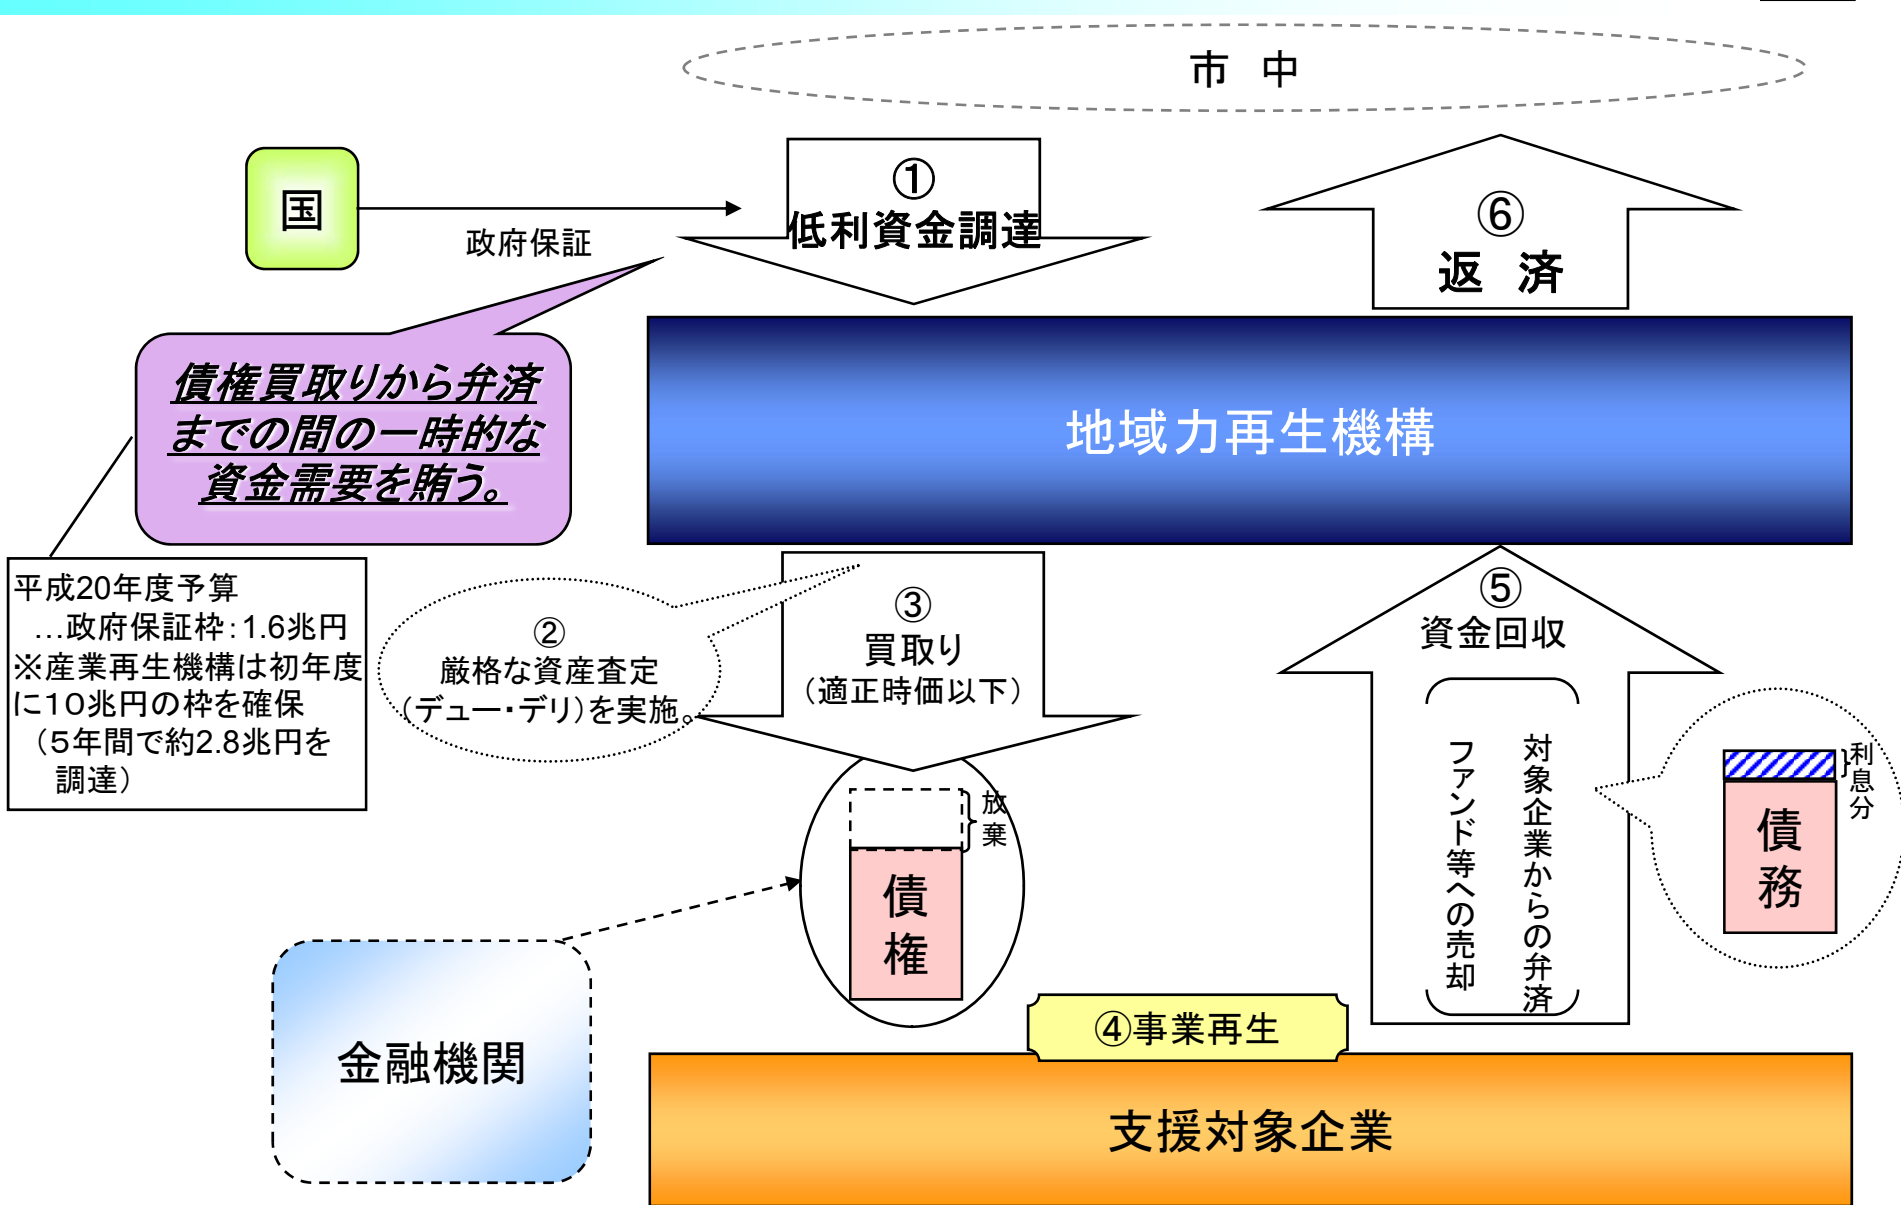 市　中
国
政府保証
①
低利資金調達
⑥
返　済
債権買取りから弁済
までの間の一時的な
資金需要を賄う。
地域力再生機構
平成20年度予算
…政府保証枠：1.6兆円
※産業再生機構は初年度
に１０兆円の枠を確保
（５年間で約2.8兆円を
調達）
②
厳格な資産査定
（デュー・デリ）を実施。
③
買取り
（適正時価以下）
⑤
資金回収
対象企業からの弁済
ファンド等への売却
利息分
債務
放棄
債権
金融機関
④事業再生
支援対象企業